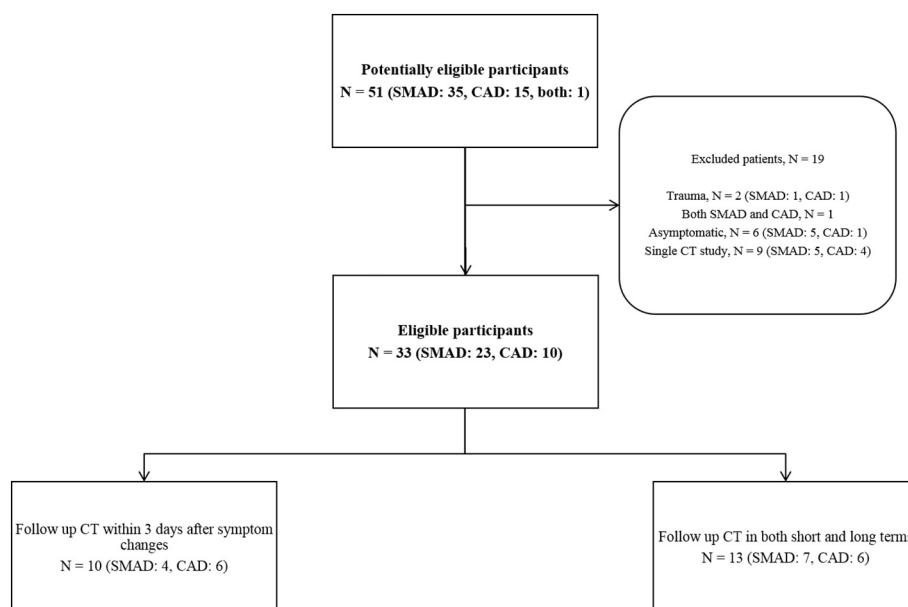 Potentially eligible participants
N = 51 (SMAD: 35, CAD: 15, both: 1)
Excluded patients, N = 19
Trauma, N = 2 (SMAD: 1, CAD: 1)
Both SMAD and CAD, N = 1
Asymptomatic, N = 6 (SMAD: 5, CAD: 1)
Single CT study, N = 9 (SMAD: 5, CAD: 4)
Eligible participants
N = 33 (SMAD: 23, CAD: 10)
Follow up CT within 3 days after symptom
changes
N = 10 (SMAD: 4, CAD: 6)
Follow up CT in both short and long terms
N = 13 (SMAD: 7, CAD: 6)